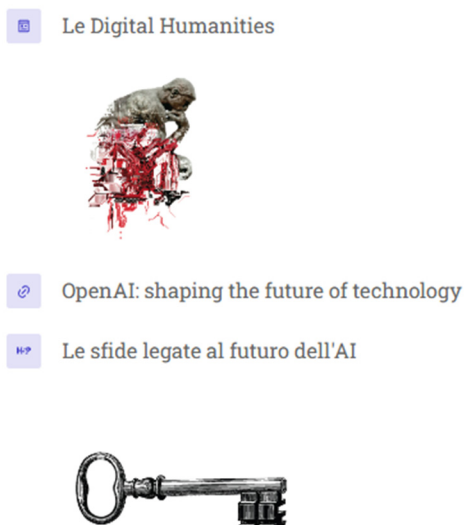 Le Digital Humanities
OpenAI: shaping the future of technology
H-P
Le sfide legate al futuro dell'AI